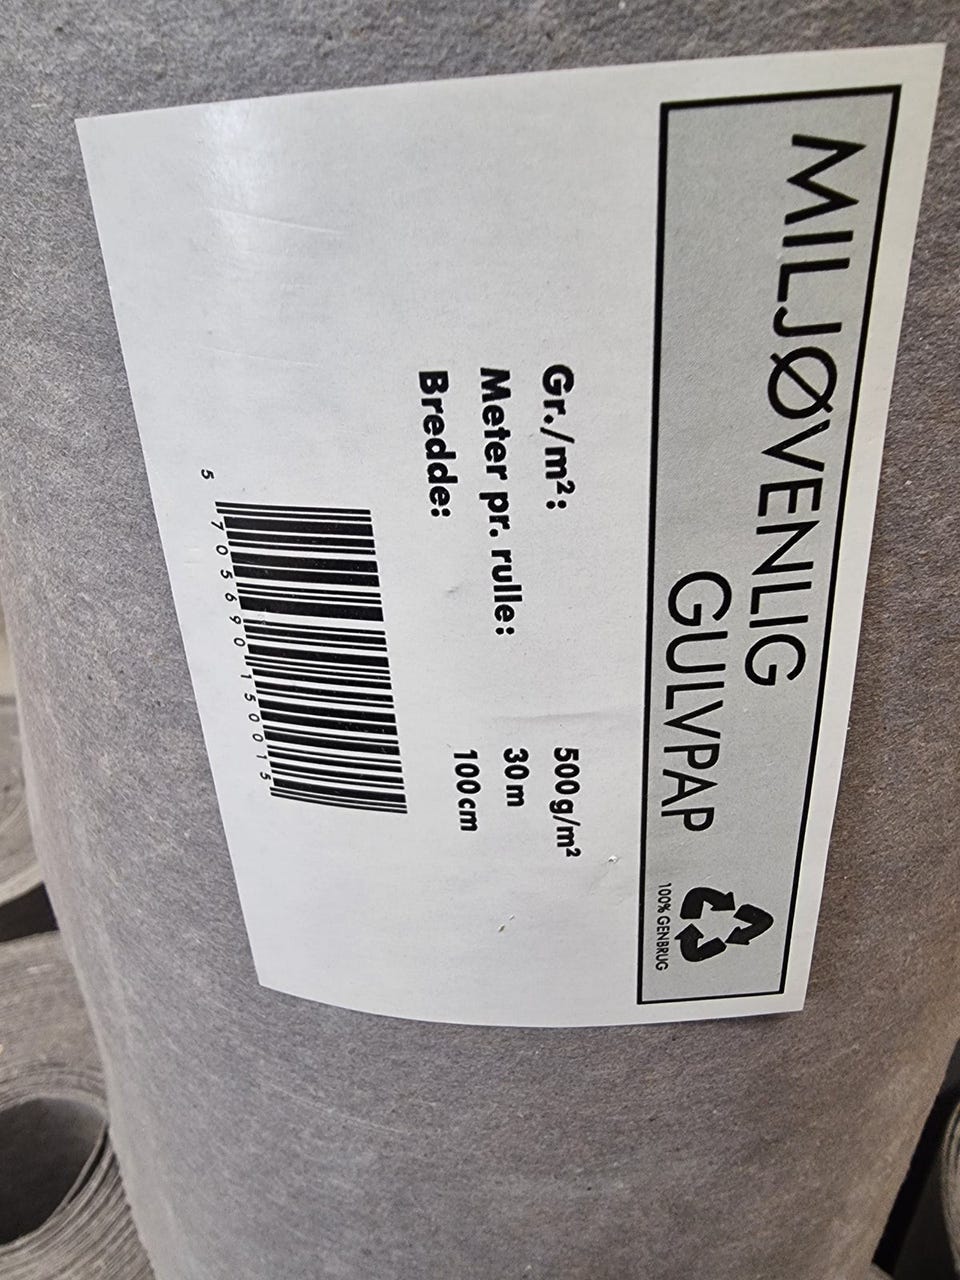 MILJØVENLIG
GULVPAP
100% GENBRUG
Gr./m²: 500 g/m²
Meter pr. rulle: 30 m
Bredde: 100 cm
5 705690 150015